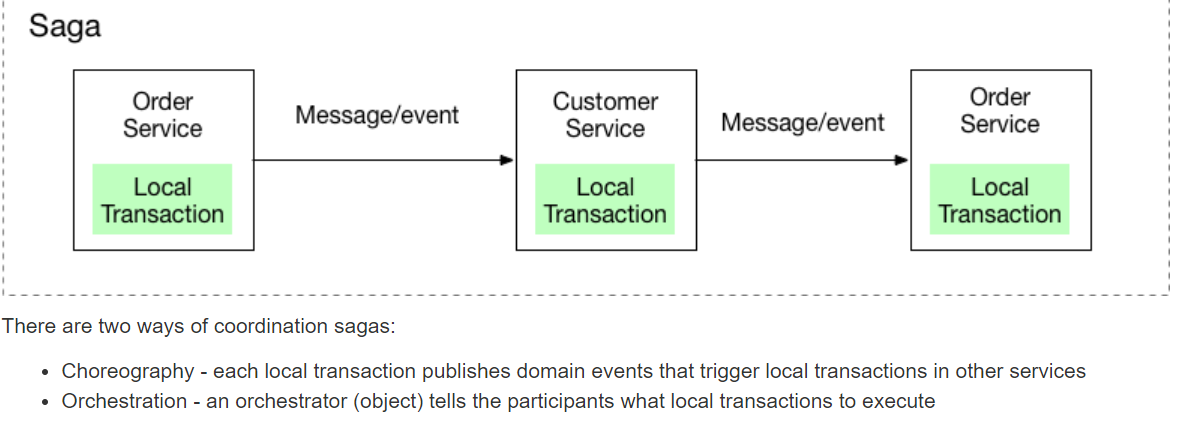 Saga
Order
Service
Local
Transaction
Message/event
Customer
Service
Local
Transaction
Message/event
Order
Service
Local
Transaction
There are two ways of coordination sagas:
• Choreography - each local transaction publishes domain events that trigger local transactions in other services
• Orchestration - an orchestrator (object) tells the participants what local transactions to execute